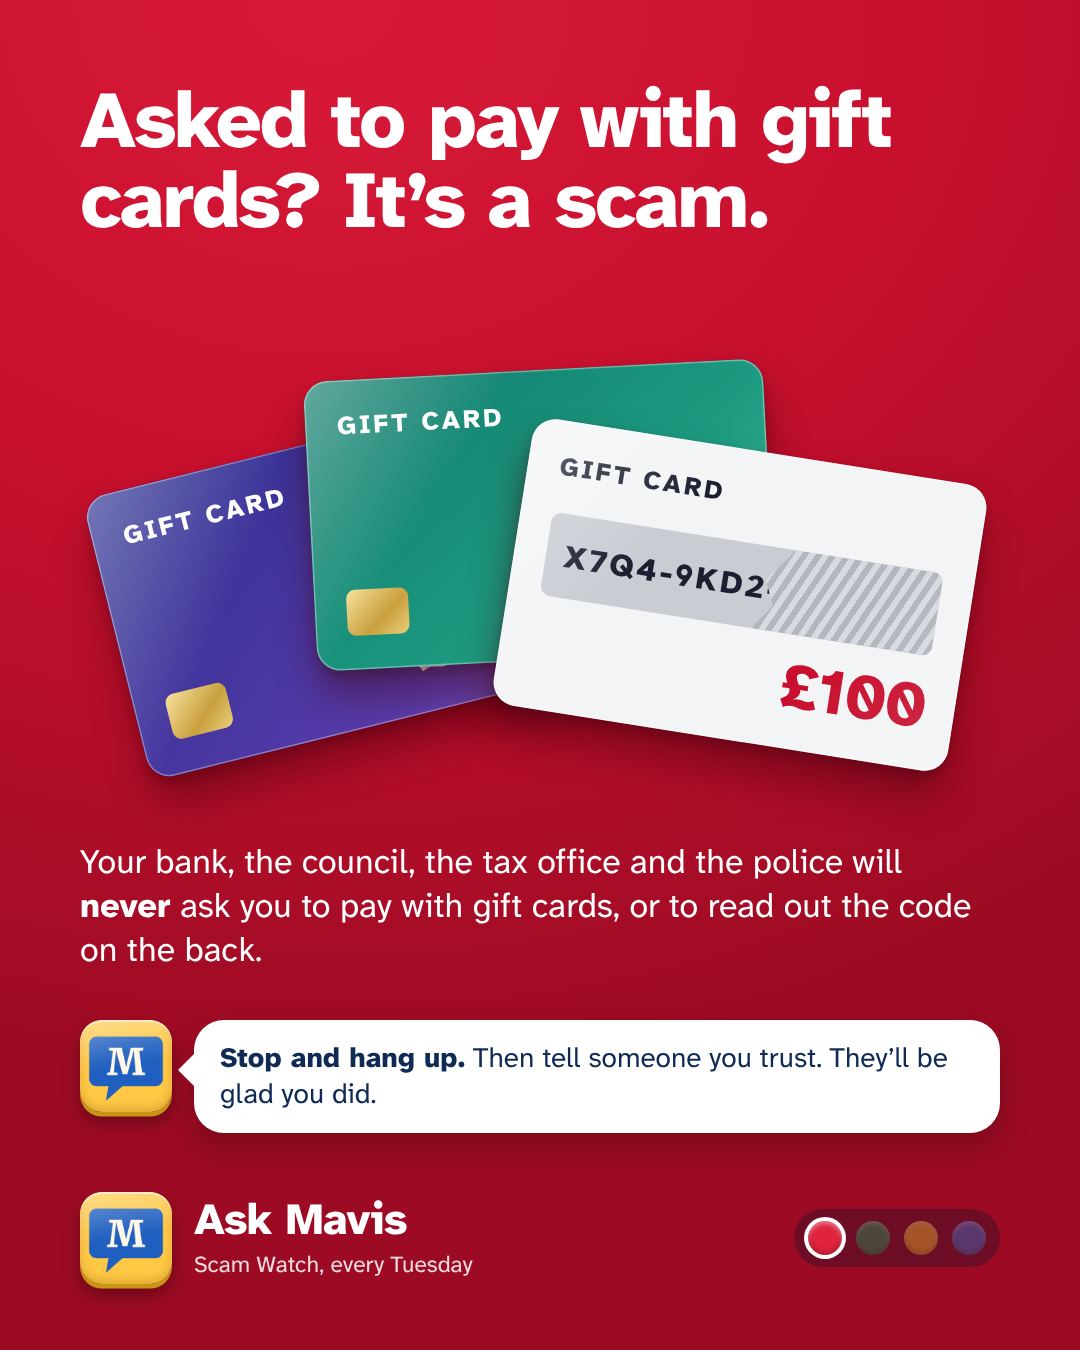 Asked to pay with gift
cards? It’s a scam.
GIFT CARD
GIFT CARD
GIFT CARD
X7Q4-9KD2-
£100
Your bank, the council, the tax office and the police will
never ask you to pay with gift cards, or to read out the code
on the back.
M
Stop and hang up. Then tell someone you trust. They’ll be
glad you did.
M
Ask Mavis
Scam Watch, every Tuesday